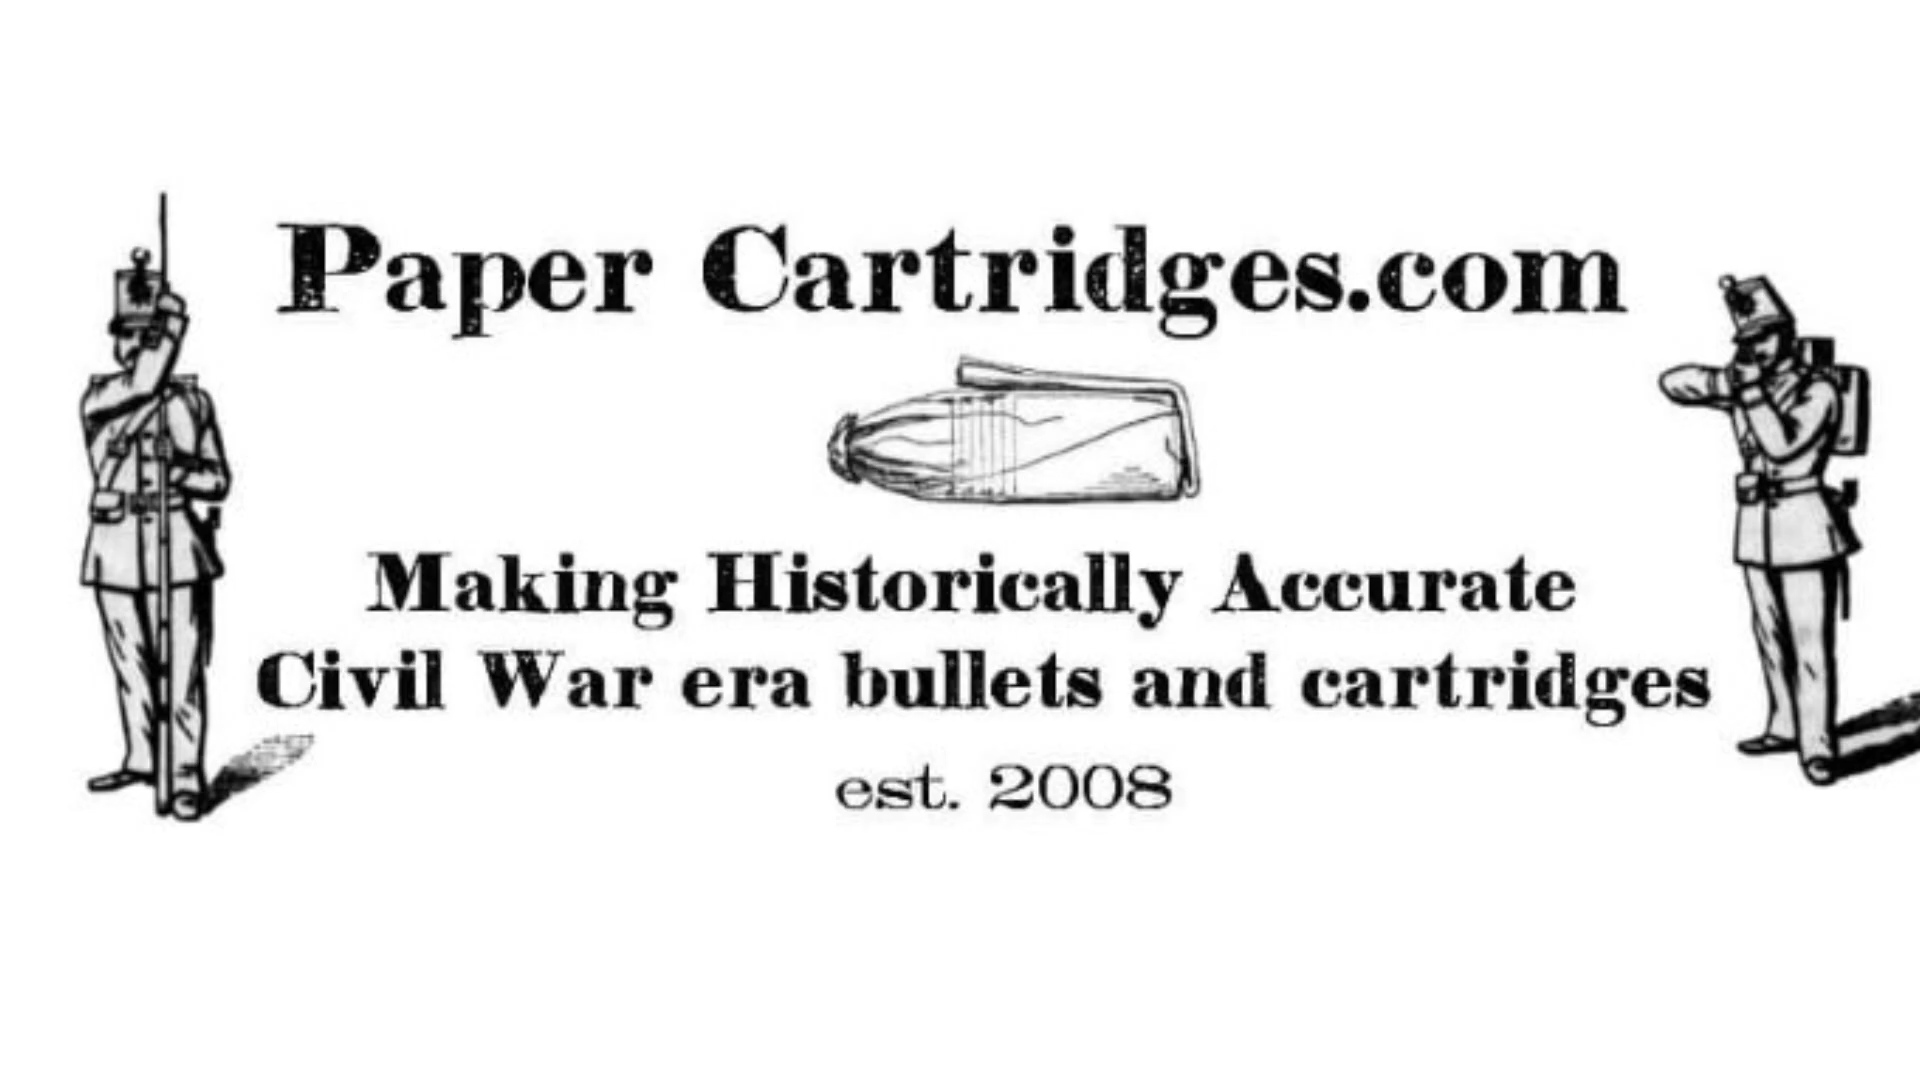 Paper Cartridges.com
Making Historically Accurate
Civil War era bullets and cartridges
est. 2008